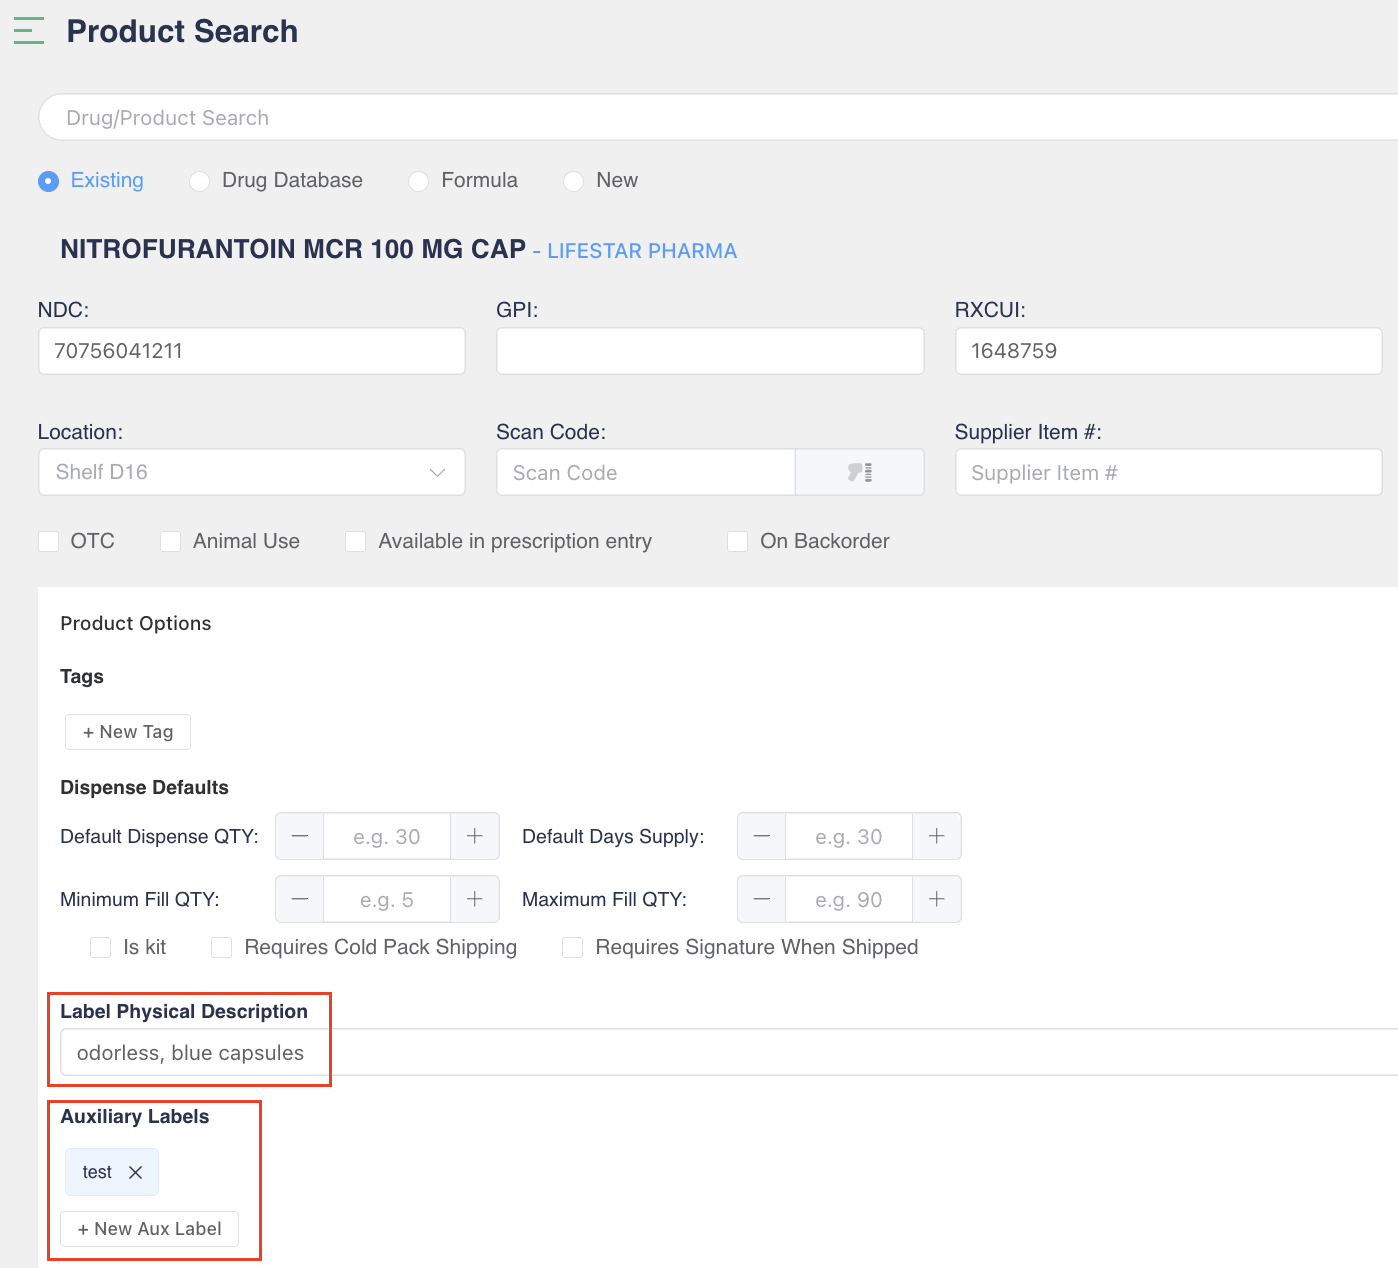 Product Search
Drug/Product Search
Existing Drug Database Formula New
NITROFURANTOIN MCR 100 MG CAP - LIFESTAR PHARMA
NDC: GPI: RXCUI:
70756041211 1648759
Location: Scan Code: Supplier Item #:
Shelf D16 Scan Code Supplier Item #
OTC Animal Use Available in prescription entry On Backorder
Product Options
Tags
+ New Tag
Dispense Defaults
Default Dispense QTY: e.g. 30 Default Days Supply: e.g. 30
Minimum Fill QTY: e.g. 5 Maximum Fill QTY: e.g. 90
Is kit Requires Cold Pack Shipping Requires Signature When Shipped
Label Physical Description
odorless, blue capsules
Auxiliary Labels
test
+ New Aux Label